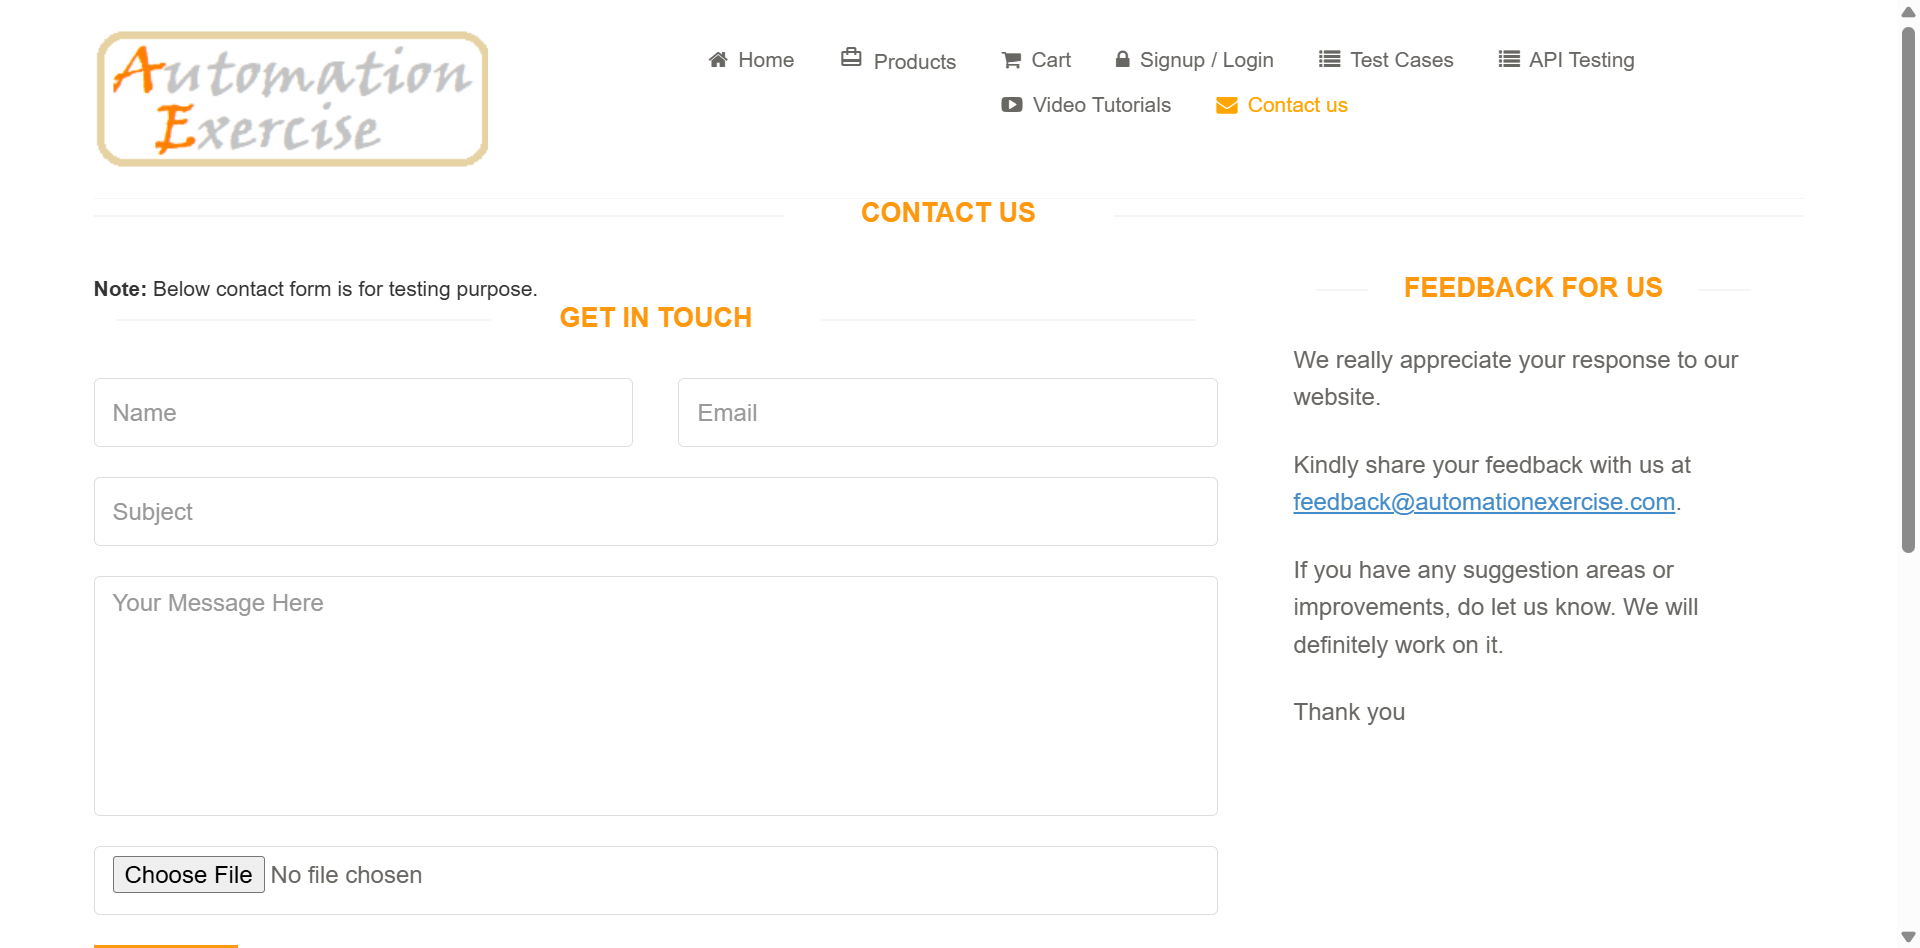 Automation
Exercise
Home
Products
Cart
Signup / Login
Test Cases
API Testing
Video Tutorials
Contact us
CONTACT US
Note: Below contact form is for testing purpose.
GET IN TOUCH
Name
Email
Subject
Your Message Here
Choose File No file chosen
FEEDBACK FOR US
We really appreciate your response to our
website.
Kindly share your feedback with us at
feedback@automationexercise.com.
If you have any suggestion areas or
improvements, do let us know. We will
definitely work on it.
Thank you